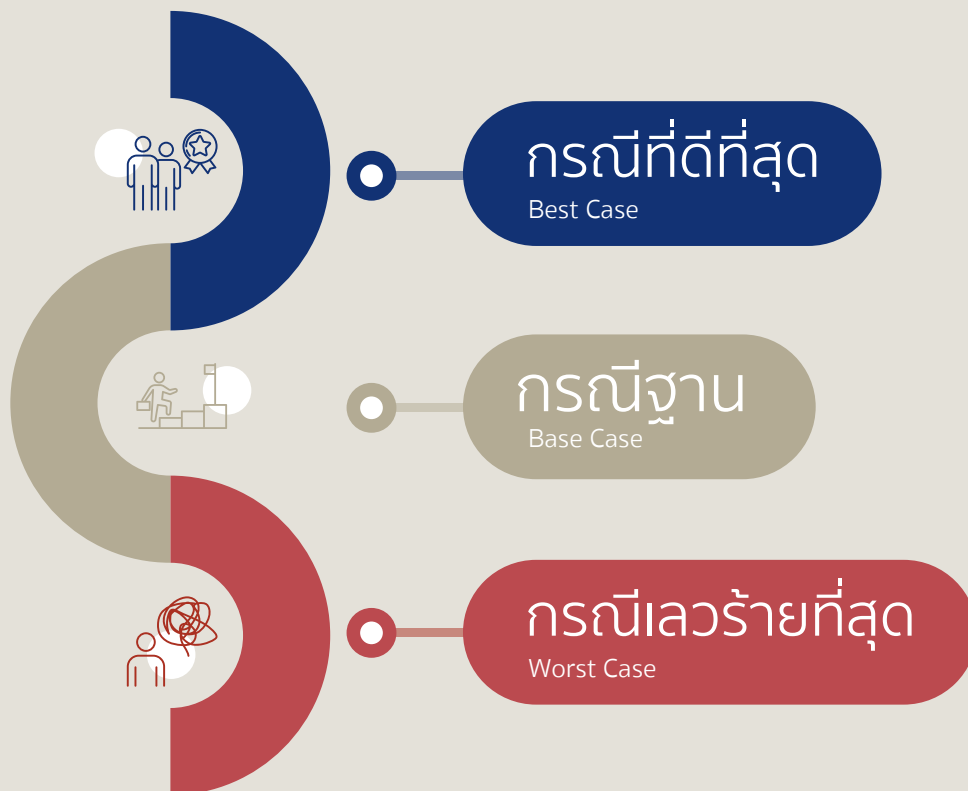 กรณีที่ดีที่สุด
Best Case
กรณีฐาน
Base Case
กรณีเลวร้ายที่สุด
Worst Case